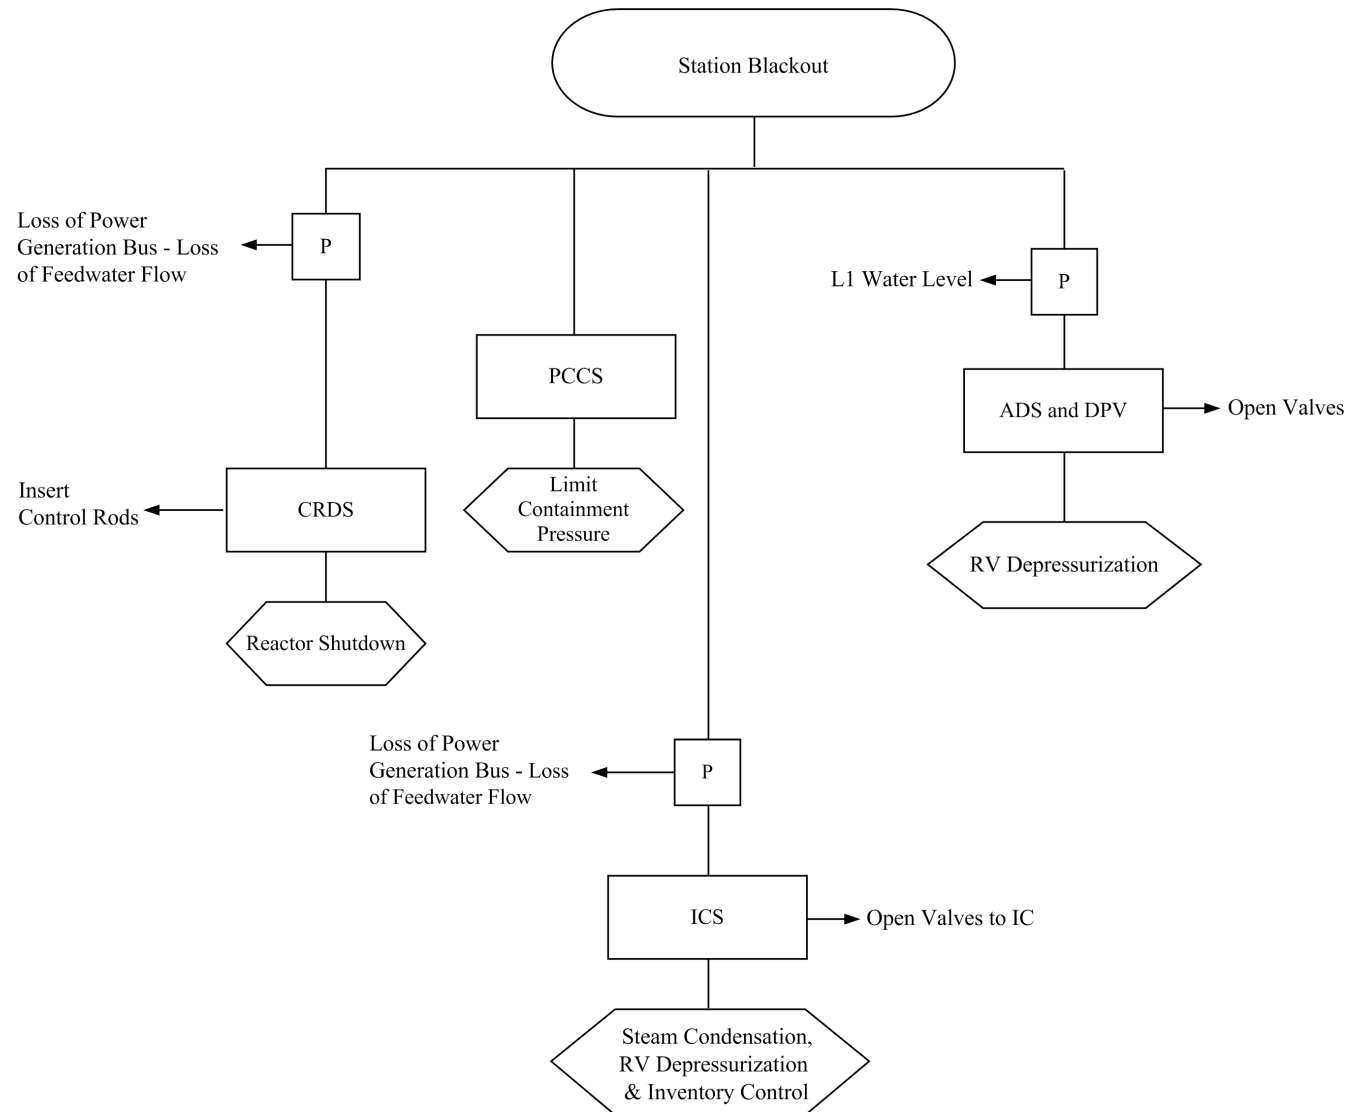 Station Blackout
Loss of Power
Generation Bus - Loss
of Feedwater Flow
P
P
L1 Water Level
PCCS
ADS and DPV
Open Valves
Limit
Containment
Pressure
Insert
Control Rods
CRDS
RV Depressurization
Reactor Shutdown
Loss of Power
Generation Bus - Loss
of Feedwater Flow
P
ICS
Open Valves to IC
Steam Condensation,
RV Depressurization
& Inventory Control